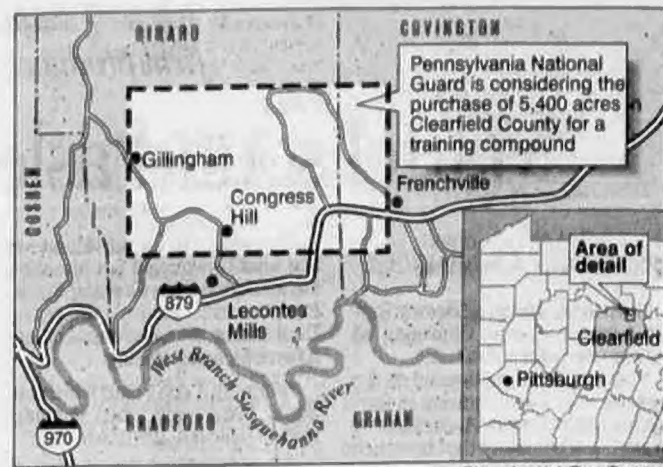 GIRARD
COVINGTON
Pennsylvania National
Guard is considering the
purchase of 5,400 acres in
Clearfield County for a
training compound
GOSHEN
Gillingham
Congress
Hill
Frenchville
879
Lecontes
Mills
West Branch Susquehanna River
BRADFORD
GRAHAM
970
Area of
detail
Clearfield
Pittsburgh